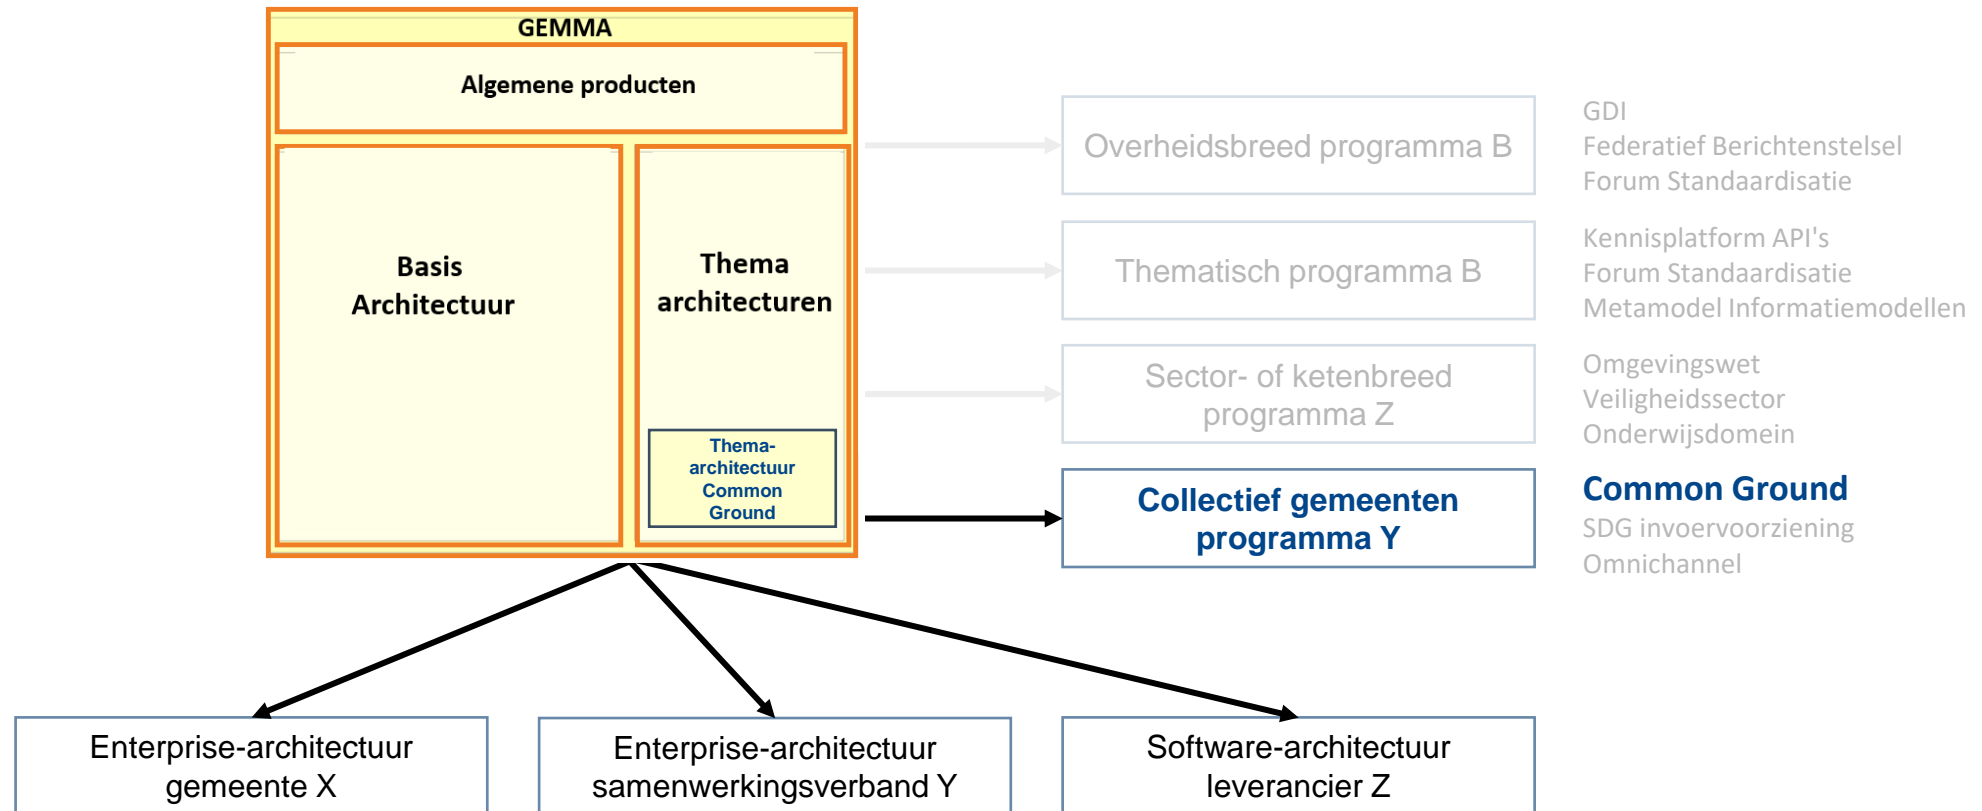 GEMMA
Algemene producten
Basis
Architectuur
Thema
architecturen
Thema-
architectuur
Common
Ground
Overheidsbreed programma B
GDI
Federatief Berichtenstelsel
Forum Standaardisatie
Thematisch programma B
Kennisplatform API's
Forum Standaardisatie
Metamodel Informatiemodellen
Sector- of ketenbreed
programma Z
Omgevingswet
Veiligheidssector
Onderwijsdomein
Collectief gemeenten
programma Y
Common Ground
SDG invoervoorziening
Omnichannel
Enterprise-architectuur
gemeente X
Enterprise-architectuur
samenwerkingsverband Y
Software-architectuur
leverancier Z